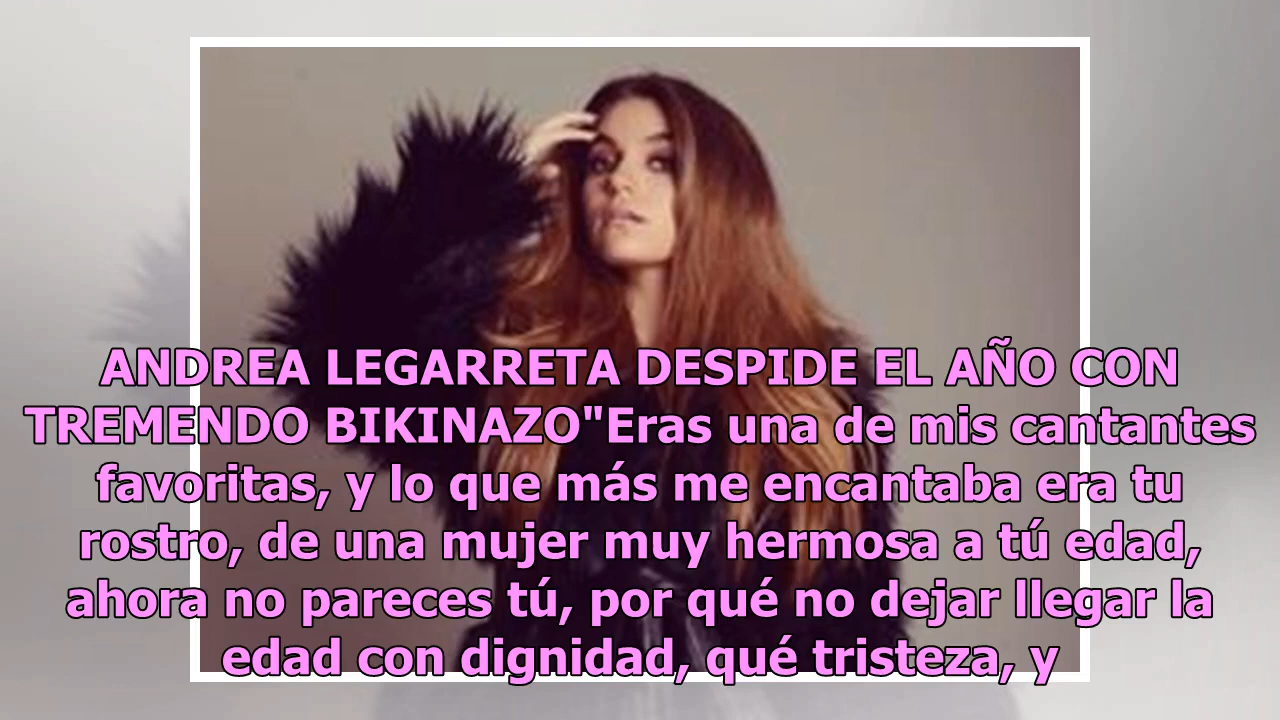 ANDREA LEGARRETA DESPIDE EL AÑO CON
TREMENDO BIKINAZO"Eras una de mis cantantes
favoritas, y lo que más me encantaba era tu
rostro, de una mujer muy hermosa a tú edad,
ahora no pareces tú, por qué no dejar llegar la
edad con dignidad, qué tristeza, y